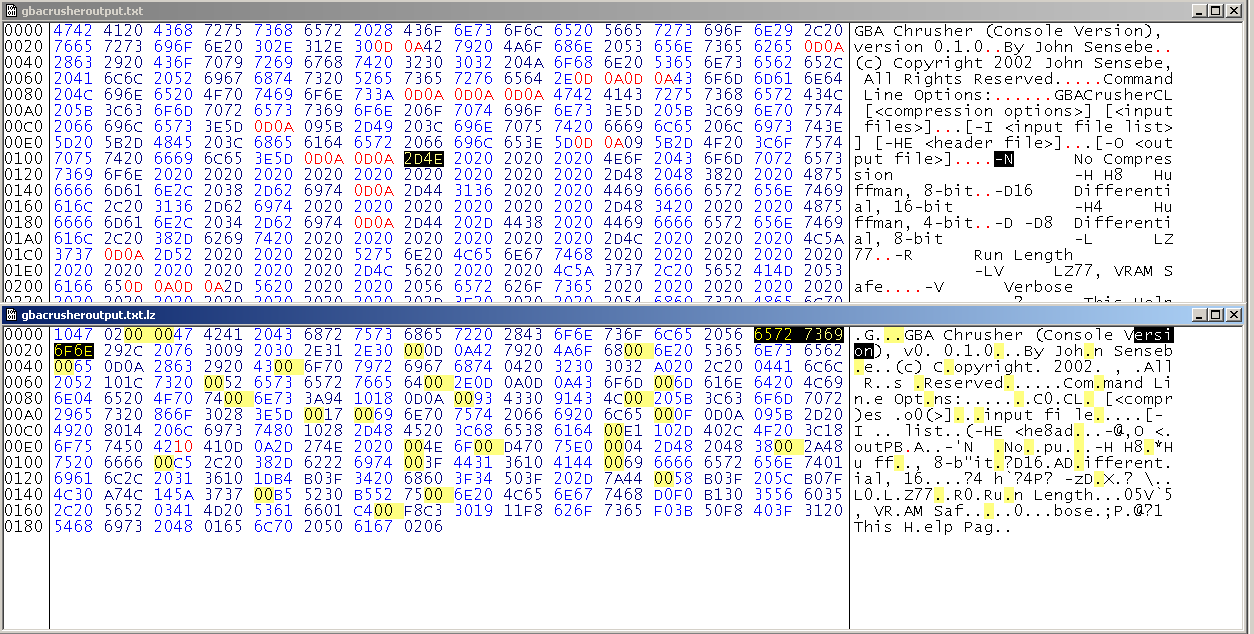 gbacrusheroutput.txt
0000 4742 4120 4368 7275 7368 6572 2028 436F 6E73 6F6C 6520 5665 7273 696F 6E29 2C20 GBA Chrusher (Console Version),
0020 7665 7273 696F 6E20 302E 312E 300D 0A42 7920 4A6F 686E 2053 656E 7365 6265 0D0A version 0.1.0..By John Sensebe..
0040 2863 2920 436F 7079 7269 6768 7420 3230 3032 204A 6F68 6E20 5365 6E73 6562 652C (c) Copyright 2002 John Sensebe,
0060 2041 6C6C 2052 6967 6874 7320 5265 7365 7276 6564 2E0D 0A0D 0A43 6F6D 6D61 6E64 All Rights Reserved.....Command
0080 204C 696E 6520 4F70 7469 6F6E 733A 0D0A 0D0A 0D0A 4742 4143 7275 7368 6572 434C Line Options:......GBACrusherCL
00A0 205B 3C63 6F6D 7072 6573 7369 6F6E 206F 7074 696F 6E73 3E5D 205B 3C69 6E70 7574 [<compression options>] [<input
00C0 2066 696C 6573 3E5D 0D0A 095B 2D49 203C 696E 7075 7420 6669 6C65 206C 6973 743E files>]...[-I <input file list>
00E0 5D20 5B2D 4845 203C 6865 6164 6572 2066 696C 653E 5D0D 0A09 5B2D 4F20 3C6F 7574 ] [-HE <header file>]...[-O <out
0100 7075 7420 6669 6C65 3E5D 0D0A 0D0A 2D4E 2020 2020 2020 4E6F 2043 6F6D 7072 6573 put file>]....-N No Compres
0120 7369 6F6E 2020 2020 2020 2020 2020 2020 2020 2020 2D48 2048 3820 2020 4875 sion -H H8 Hu
0140 6666 6D61 6E2C 2038 2D62 6974 0D0A 2D44 3136 2020 2020 4469 6666 6572 656E 7469 ffman, 8-bit..-D16 Differenti
0160 616C 2C20 3136 2D62 6974 2020 2020 2020 2020 2020 2D48 3420 2020 2020 4875 al, 16-bit -H4 Hu
0180 6666 6D61 6E2C 2034 2D62 6974 0D0A 2D44 202D 4438 2020 4469 6666 6572 656E 7469 ffman, 4-bit..-D -D8 Differenti
01A0 616C 2C20 382D 6269 7420 2020 2020 2020 2020 2020 2020 2D4C 2020 2020 2020 4C5A al, 8-bit -L LZ
01C0 3737 0D0A 2D52 2020 2020 2020 5275 6E20 4C65 6E67 7468 2020 2020 2020 2020 2020 77..-R Run Length
01E0 2020 2020 2020 2020 2020 2D4C 5620 2020 2020 4C5A 3737 2C20 5652 414D 2053 -LV LZ77, VRAM S
0200 6166 650D 0A0D 0A2D 5620 2020 2020 2056 6572 626F 7365 2020 2020 2020 2020 2020 afe....-V Verbose
gbacrusheroutput.txt.lz
0000 1047 0200 0047 4241 2043 6872 7573 6865 7220 2843 6F6E 736F 6C65 2056 6572 7369 .G...GBA Chrusher (Console Versi
0020 6F6E 292C 2076 3009 2030 2E31 2E30 000D 0A42 7920 4A6F 6800 6E20 5365 6E73 6562 on), v0. 0.1.0...By Joh.n Senseb
0040 0065 0D0A 2863 2920 4300 6F70 7972 6967 6874 0420 3230 3032 A020 2C20 0441 6C6C .e..(c) C.opyright. 2002. , .All
0060 2052 101C 7320 0052 6573 6572 7665 6400 2E0D 0A0D 0A43 6F6D 006D 616E 6420 4C69 R..s .Reserved......Com.mand Li
0080 6E04 6520 4F70 7400 6E73 3A94 1018 0D0A 0093 4330 9143 4C00 205B 3C63 6F6D 7072 n.e Opt.ns:.......C0.CL. [<compr
00A0 2965 7320 866F 3028 3E5D 0017 0069 6E70 7574 2066 6920 6C65 000F 0D0A 095B 2D20 )es .o0(>]...input fi le.....[-
00C0 4920 8014 206C 6973 7480 1028 2D48 4520 3C68 6538 6164 00E1 102D 402C 4F20 3C18 I .. list..(-HE <he8ad...-@,O <.
00E0 6F75 7450 4210 410D 0A2D 274E 2020 004E 6F00 D470 75E0 0004 2D48 2048 3800 2A48 outPB.A..-'N .No..pu...-H H8.*H
0100 7520 6666 00C5 2C20 382D 6222 6974 003F 4431 3610 4144 0069 6666 6572 656E 7401 u ff.., 8-b"it.?D16.AD.ifferent.
0120 6961 6C2C 2031 3610 1DB4 B03F 3420 6860 3F34 503F 202D 7A44 0058 B03F 205C B07F ial, 16....?4 h`?4P? -zD.X.? \..
0140 4C30 A74C 145A 3737 00B5 5230 B552 7500 6E20 4C65 6E67 7468 D0F0 B130 3556 6035 L0.L.Z77..R0.Ru.n Length...05V`5
0160 2C20 5652 0341 4D20 5361 6601 C400 F8C3 3019 11F8 626F 7365 F03B 50F8 403F 3120 , VR.AM Saf.....0...bose.;P.@?1
0180 5468 6973 2048 0165 6C70 2050 6167 0206 This H.elp Pag..